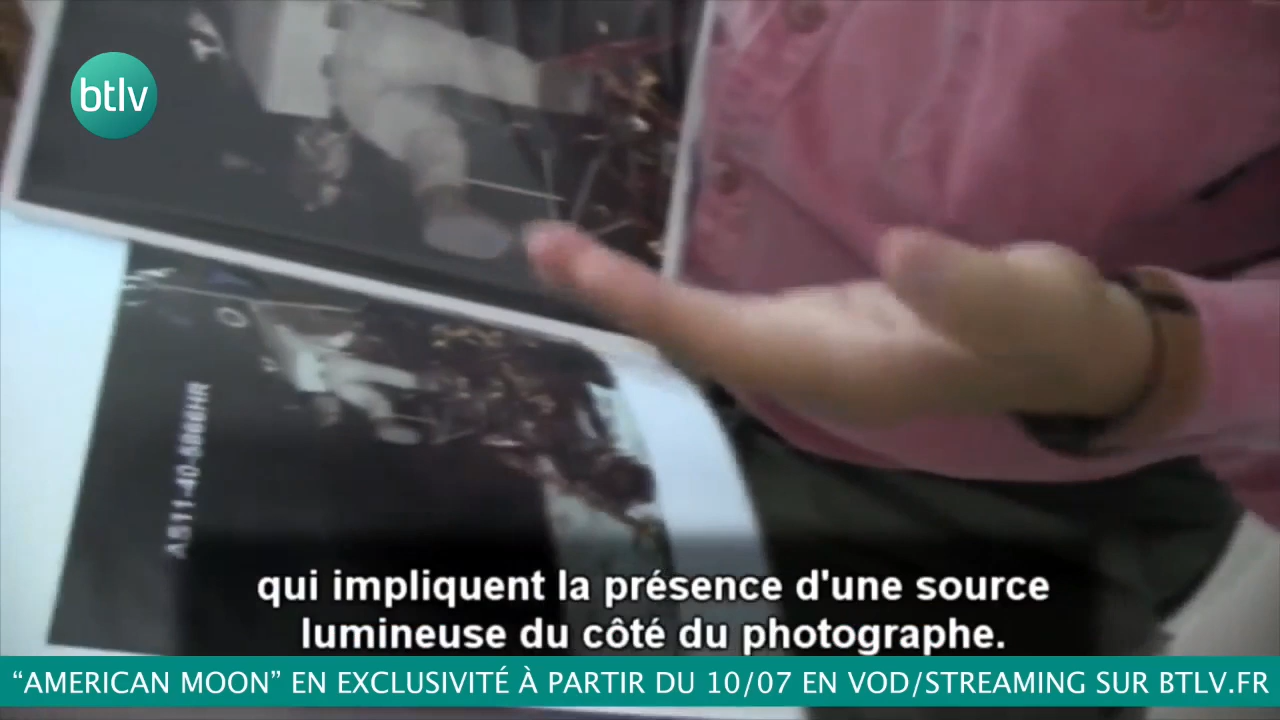 btlv
AS11-40-5866HR
qui impliquent la présence d'une source
lumineuse du côté du photographe.
“AMERICAN MOON” EN EXCLUSIVITÉ À PARTIR DU 10/07 EN VOD/STREAMING SUR BTLV.FR